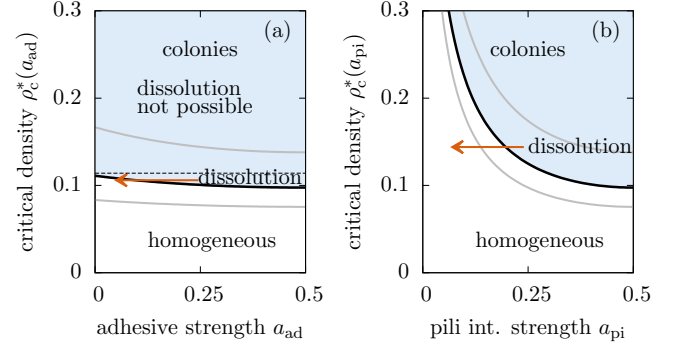 critical density ρ*c(aad)
0.3
0.2
0.1
0
(a)
colonies
dissolution
not possible
dissolution
homogeneous
0
0.25
0.5
adhesive strength aad
critical density ρ*c(api)
0.3
0.2
0.1
0
(b)
colonies
dissolution
homogeneous
0
0.25
0.5
pili int. strength api